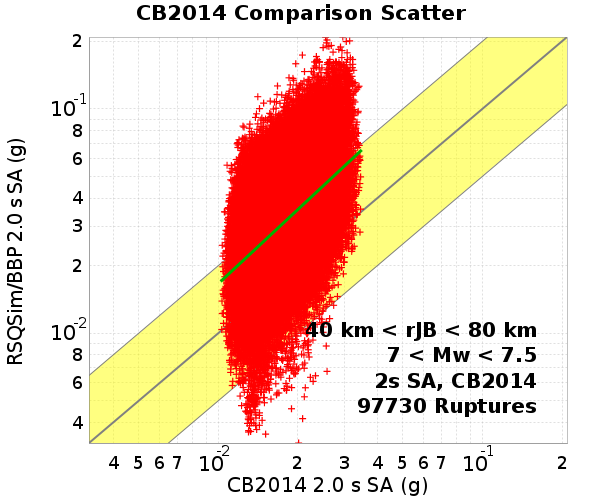 CB2014 Comparison Scatter
RSQSim/BBP 2.0 s SA (g)
2
10-1
8
6
4
3
2
10-2
8
6
4
40 km < rJB < 80 km
7 < Mw < 7.5
2s SA, CB2014
97730 Ruptures
4 5 6 7 10-2 2 3 4 5 6 7 10-1 2
CB2014 2.0 s SA (g)